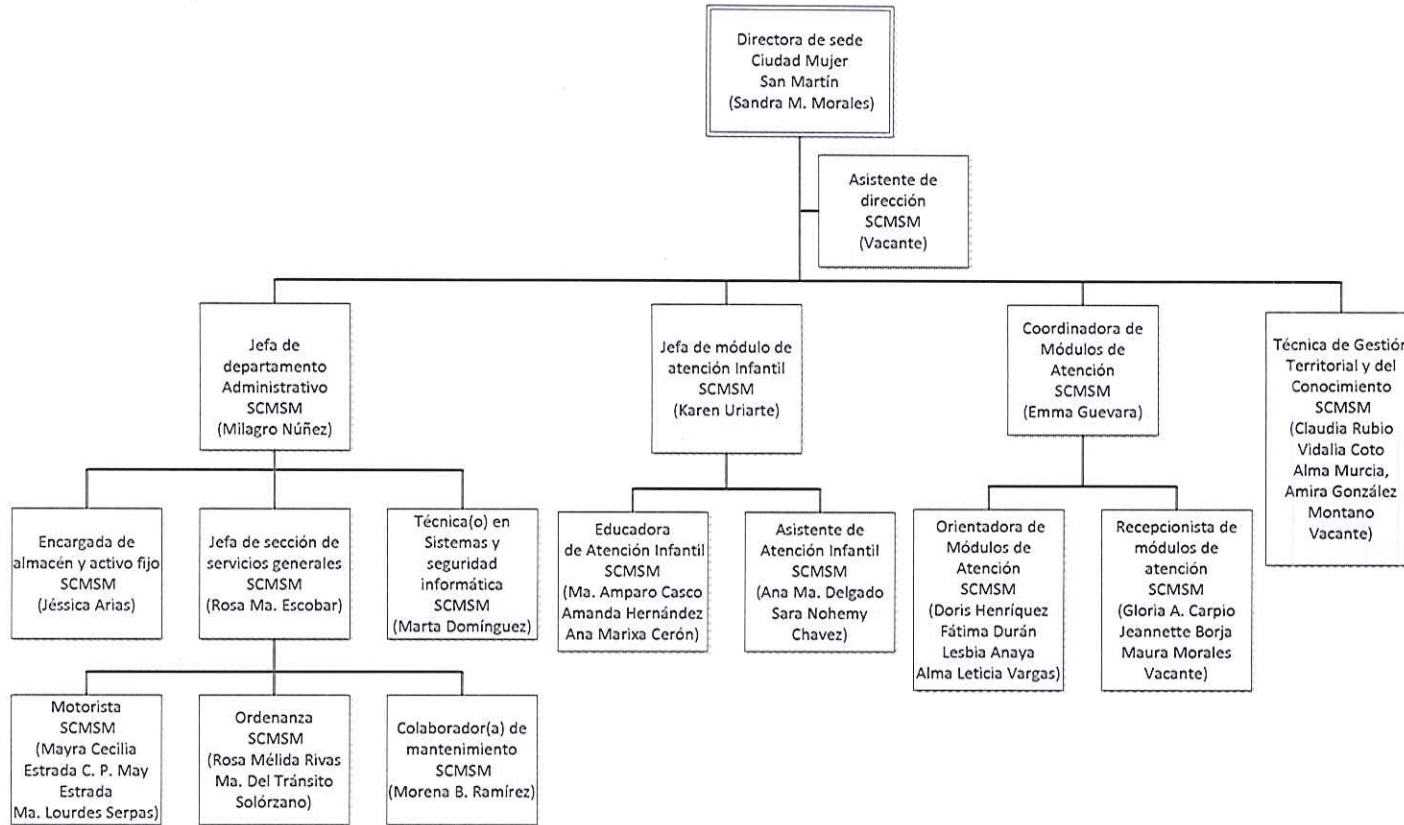 Directora de sede
Ciudad Mujer
San Martín
(Sandra M. Morales)
Asistente de
dirección
SCMSM
(Vacante)
Jefa de
departamento
Administrativo
SCMSM
(Milagro Núñez)
Jefa de módulo de
atención Infantil
SCMSM
(Karen Uriarte)
Coordinadora de
Módulos de
Atención
SCMSM
(Emma Guevara)
Técnica de Gestión
Territorial y del
Conocimiento
SCMSM
(Claudia Rubio
Vidalia Coto
Alma Murcia,
Amira González
Montano
Vacante)
Encargada de
almacén y activo fijo
SCMSM
(Jéssica Arias)
Jefa de sección de
servicios generales
SCMSM
(Rosa Ma. Escobar)
Técnica(o) en
Sistemas y
seguridad
informática
SCMSM
(Marta Domínguez)
Educadora
de Atención Infantil
SCMSM
(Ma. Amparo Casco
Amanda Hernández
Ana Marixa Cerón)
Asistente de
Atención Infantil
SCMSM
(Ana Ma. Delgado
Sara Nohemy
Chavez)
Orientadora de
Módulos de
Atención
SCMSM
(Doris Henríquez
Fátima Durán
Lesbia Anaya
Alma Leticia Vargas)
Recepcionista de
módulos de
atención
SCMSM
(Gloria A. Carpio
Jeannette Borja
Maura Morales
Vacante)
Motorista
SCMSM
(Mayra Cecilia
Estrada C. P. May
Estrada
Ma. Lourdes Serpas)
Ordenanza
SCMSM
(Rosa Mélida Rivas
Ma. Del Tránsito
Solórzano)
Colaborador(a) de
mantenimiento
SCMSM
(Morena B. Ramírez)